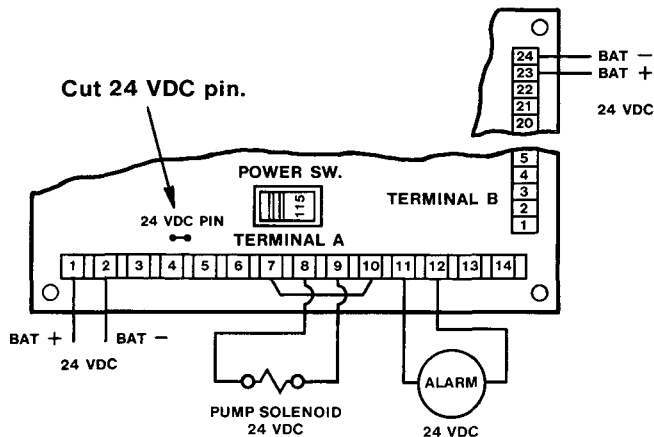 24 BAT −
23 BAT +
22
21 24 VDC
20
Cut 24 VDC pin.
5
4
3
2
1
POWER SW.
115
TERMINAL B
24 VDC PIN
TERMINAL A
1 2 3 4 5 6 7 8 9 10 11 12 13 14
BAT + BAT −
24 VDC
ALARM
PUMP SOLENOID
24 VDC
24 VDC